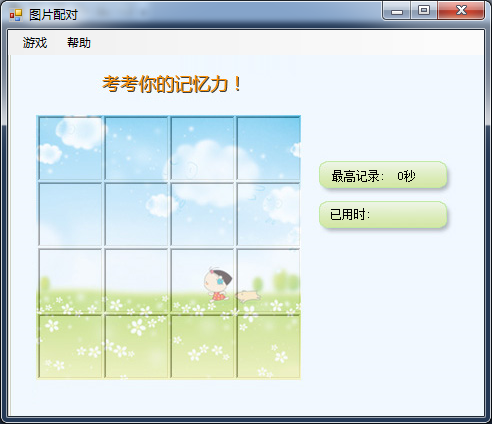 图片配对
游戏 帮助
考考你的记忆力！
最高记录： 0秒
已用时：